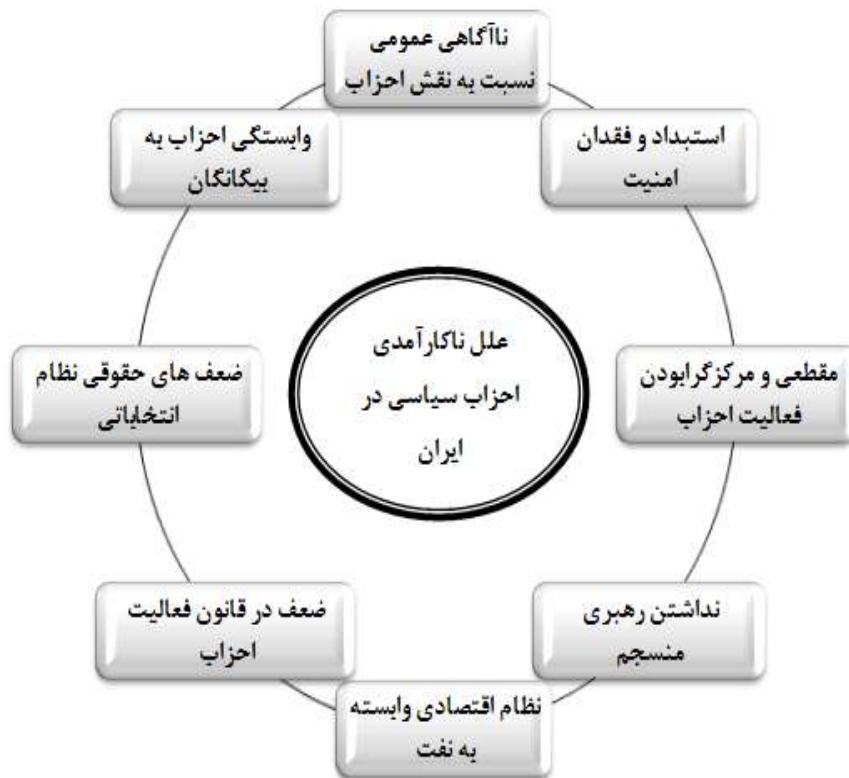 ناآگاهی عمومی
نسبت به نقش احزاب
استبداد و فقدان
امنیت
مقطعی و مرکزگرابودن
فعالیت احزاب
نداشتن رهبری
منسجم
نظام اقتصادی وابسته
به نفت
ضعف در قانون فعالیت
احزاب
ضعف های حقوقی نظام
انتخاباتی
وابستگی احزاب به
بیگانگان
علل ناکارآمدی
احزاب سیاسی در
ایران